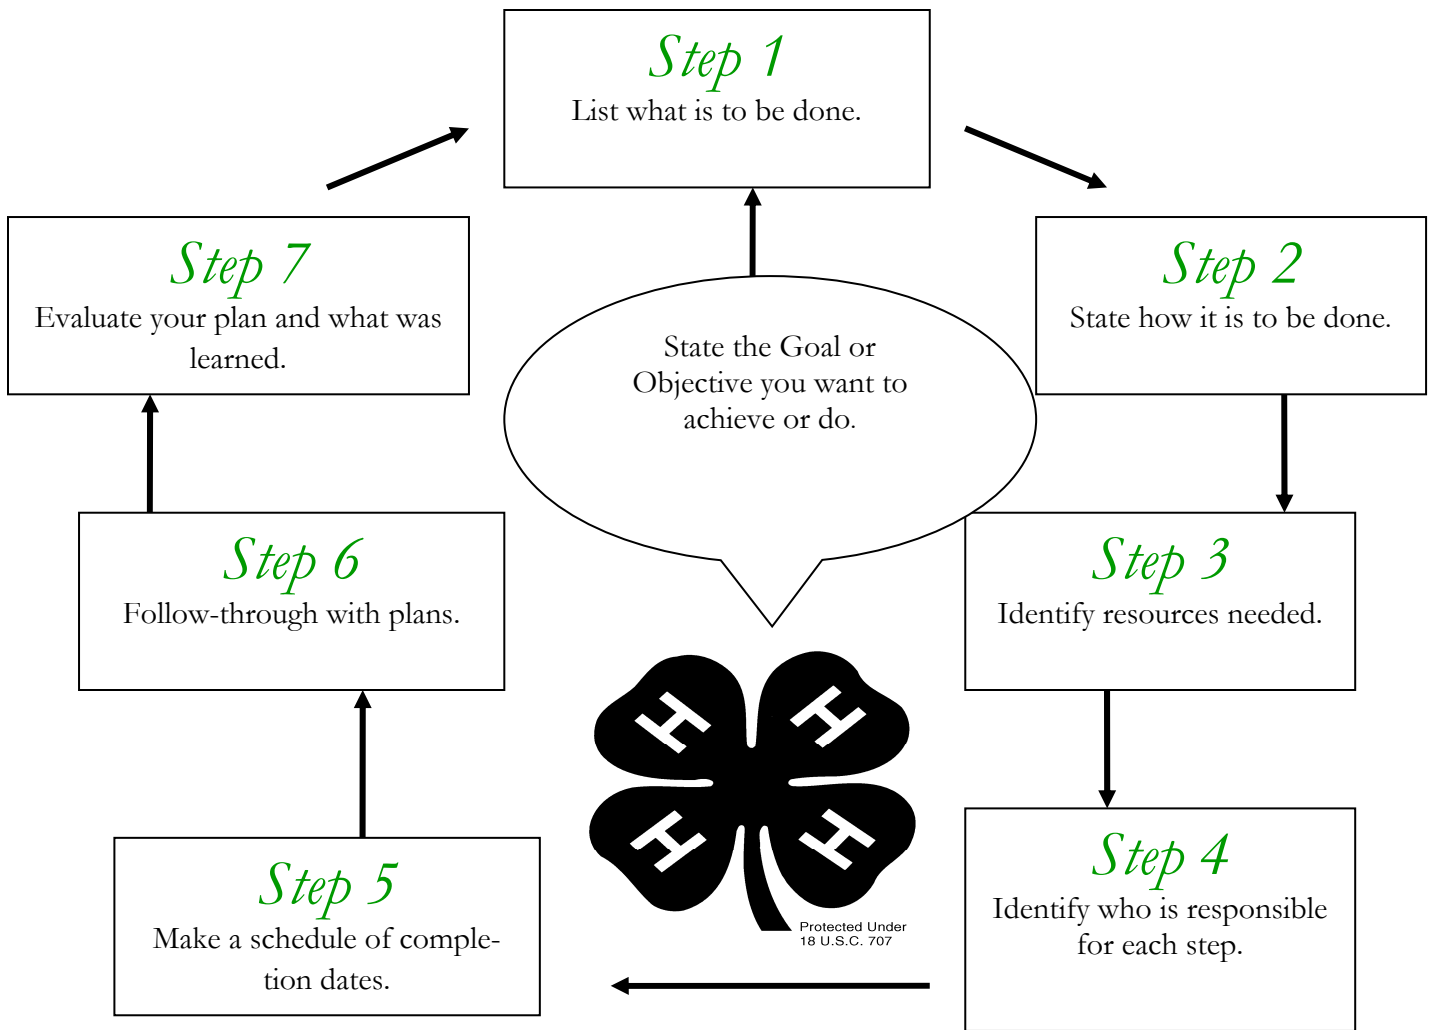 Step 1
List what is to be done.
Step 2
State how it is to be done.
Step 3
Identify resources needed.
Step 4
Identify who is responsible
for each step.
Step 5
Make a schedule of comple-
tion dates.
Step 6
Follow-through with plans.
Step 7
Evaluate your plan and what was
learned.
State the Goal or
Objective you want to
achieve or do.
H H
H H
Protected Under
18 U.S.C. 707